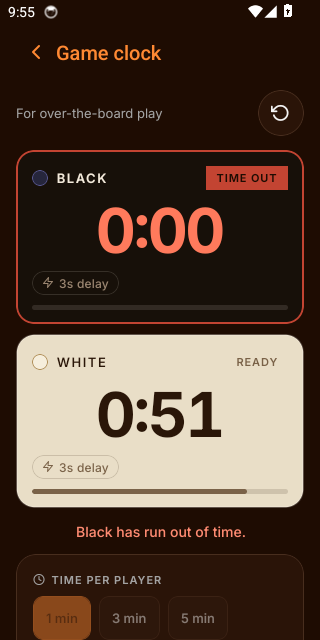 9:55
Game clock
For over-the-board play
BLACK
TIME OUT
0:00
3s delay
WHITE
READY
0:51
3s delay
Black has run out of time.
TIME PER PLAYER
1 min
3 min
5 min